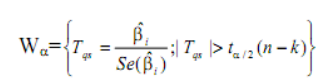 W_α={T_qs = β̂_i / Se(β̂_i) ;| T_qs |> t_α/2 (n − k)}